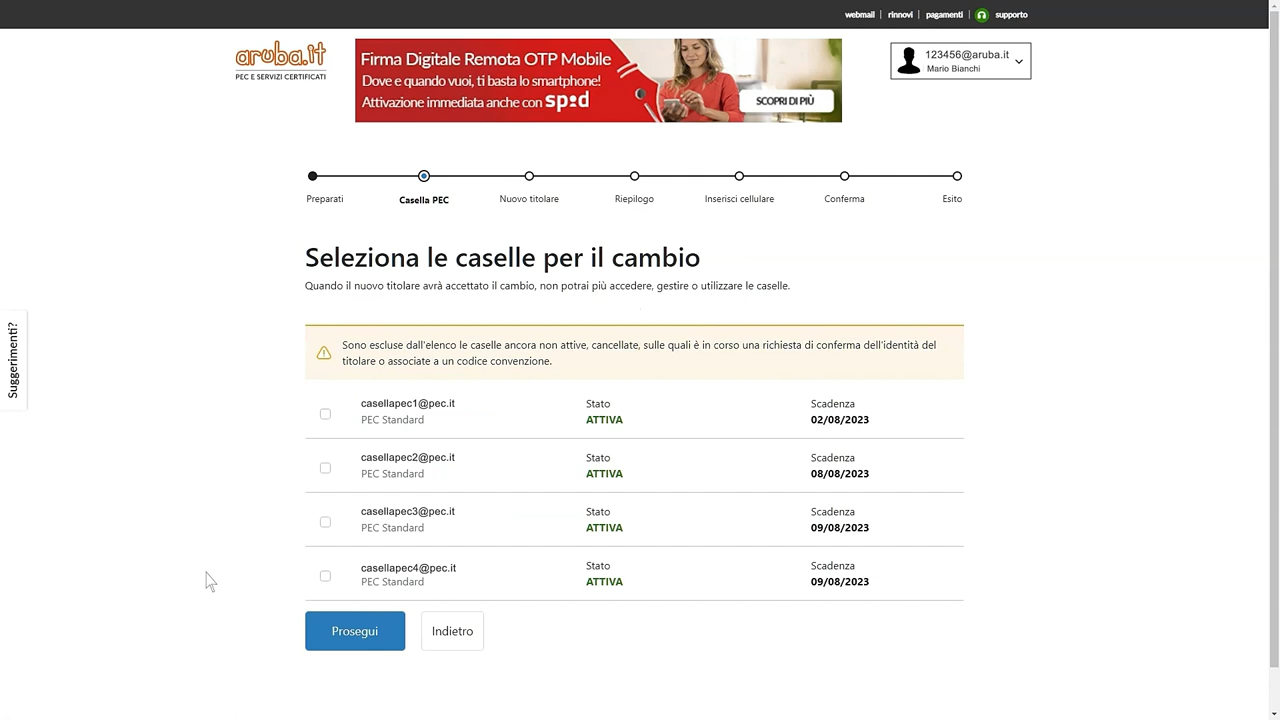 webmail | rinnovi | pagamenti | supporto
aruba.it
PEC E SERVIZI CERTIFICATI
Firma Digitale Remota OTP Mobile
Dove e quando vuoi, ti basta lo smartphone!
Attivazione immediata anche con spid
SCOPRI DI PIÙ
123456@aruba.it
Mario Bianchi
Preparati
Casella PEC
Nuovo titolare
Riepilogo
Inserisci cellulare
Conferma
Esito
Seleziona le caselle per il cambio
Quando il nuovo titolare avrà accettato il cambio, non potrai più accedere, gestire o utilizzare le caselle.
Suggerimenti?
Sono escluse dall'elenco le caselle ancora non attive, cancellate, sulle quali è in corso una richiesta di conferma dell'identità del
titolare o associate a un codice convenzione.
casellapec1@pec.it Stato Scadenza
PEC Standard ATTIVA 02/08/2023
casellapec2@pec.it Stato Scadenza
PEC Standard ATTIVA 08/08/2023
casellapec3@pec.it Stato Scadenza
PEC Standard ATTIVA 09/08/2023
casellapec4@pec.it Stato Scadenza
PEC Standard ATTIVA 09/08/2023
Prosegui
Indietro